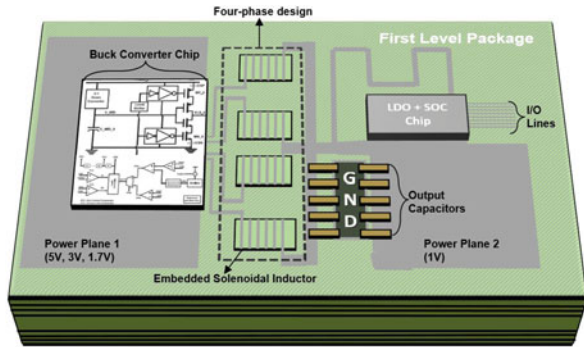 Four-phase design
Buck Converter Chip
First Level Package
LDO + SOC
Chip
I/O
Lines
G
N
D
Output
Capacitors
Power Plane 1
(5V, 3V, 1.7V)
Power Plane 2
(1V)
Embedded Solenoidal Inductor